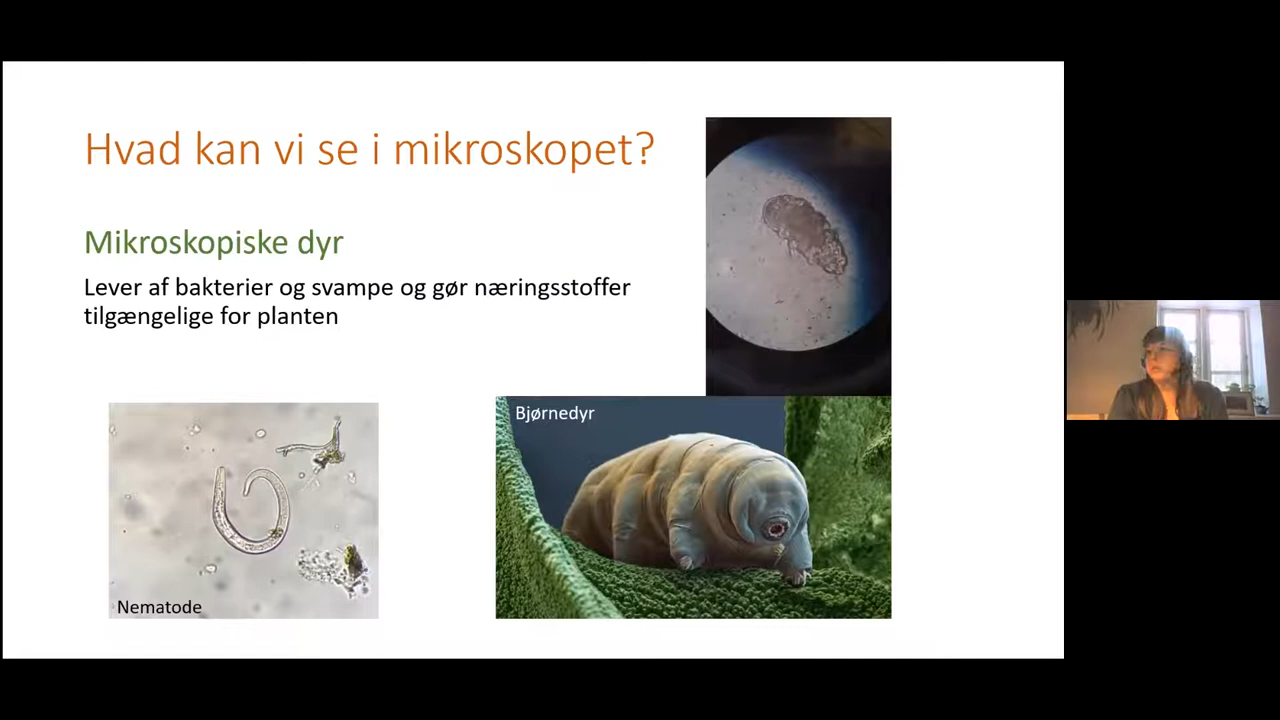 Hvad kan vi se i mikroskopet?
Mikroskopiske dyr
Lever af bakterier og svampe og gør næringsstoffer
tilgængelige for planten
Bjørnedyr
Nematode